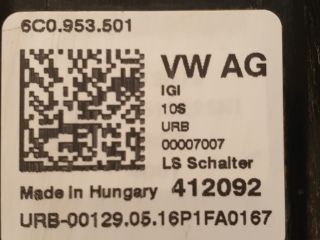 6C0.953.501
VW AG
IGI
10S
URB
00007007
LS Schalter
Made in Hungary 412092
URB-00129.05.16P1FA0167